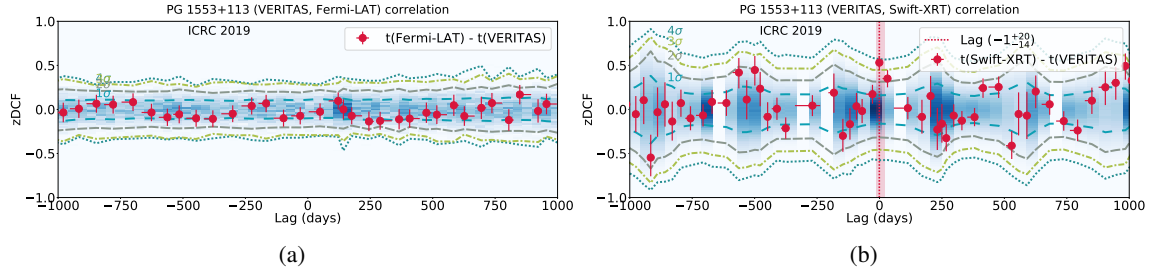 PG 1553+113 (VERITAS, Fermi-LAT) correlation
ICRC 2019
t(Fermi-LAT) - t(VERITAS)
4σ
2σ
1σ
zDCF
1.0
0.5
0.0
−0.5
−1.0
−1000 −750 −500 −250 0 250 500 750 1000
Lag (days)
(a)
PG 1553+113 (VERITAS, Swift-XRT) correlation
ICRC 2019
Lag (−1 +20 −14)
t(Swift-XRT) - t(VERITAS)
4σ
3σ
2σ
1σ
zDCF
1.0
0.5
0.0
−0.5
−1.0
−1000 −750 −500 −250 0 250 500 750 1000
Lag (days)
(b)